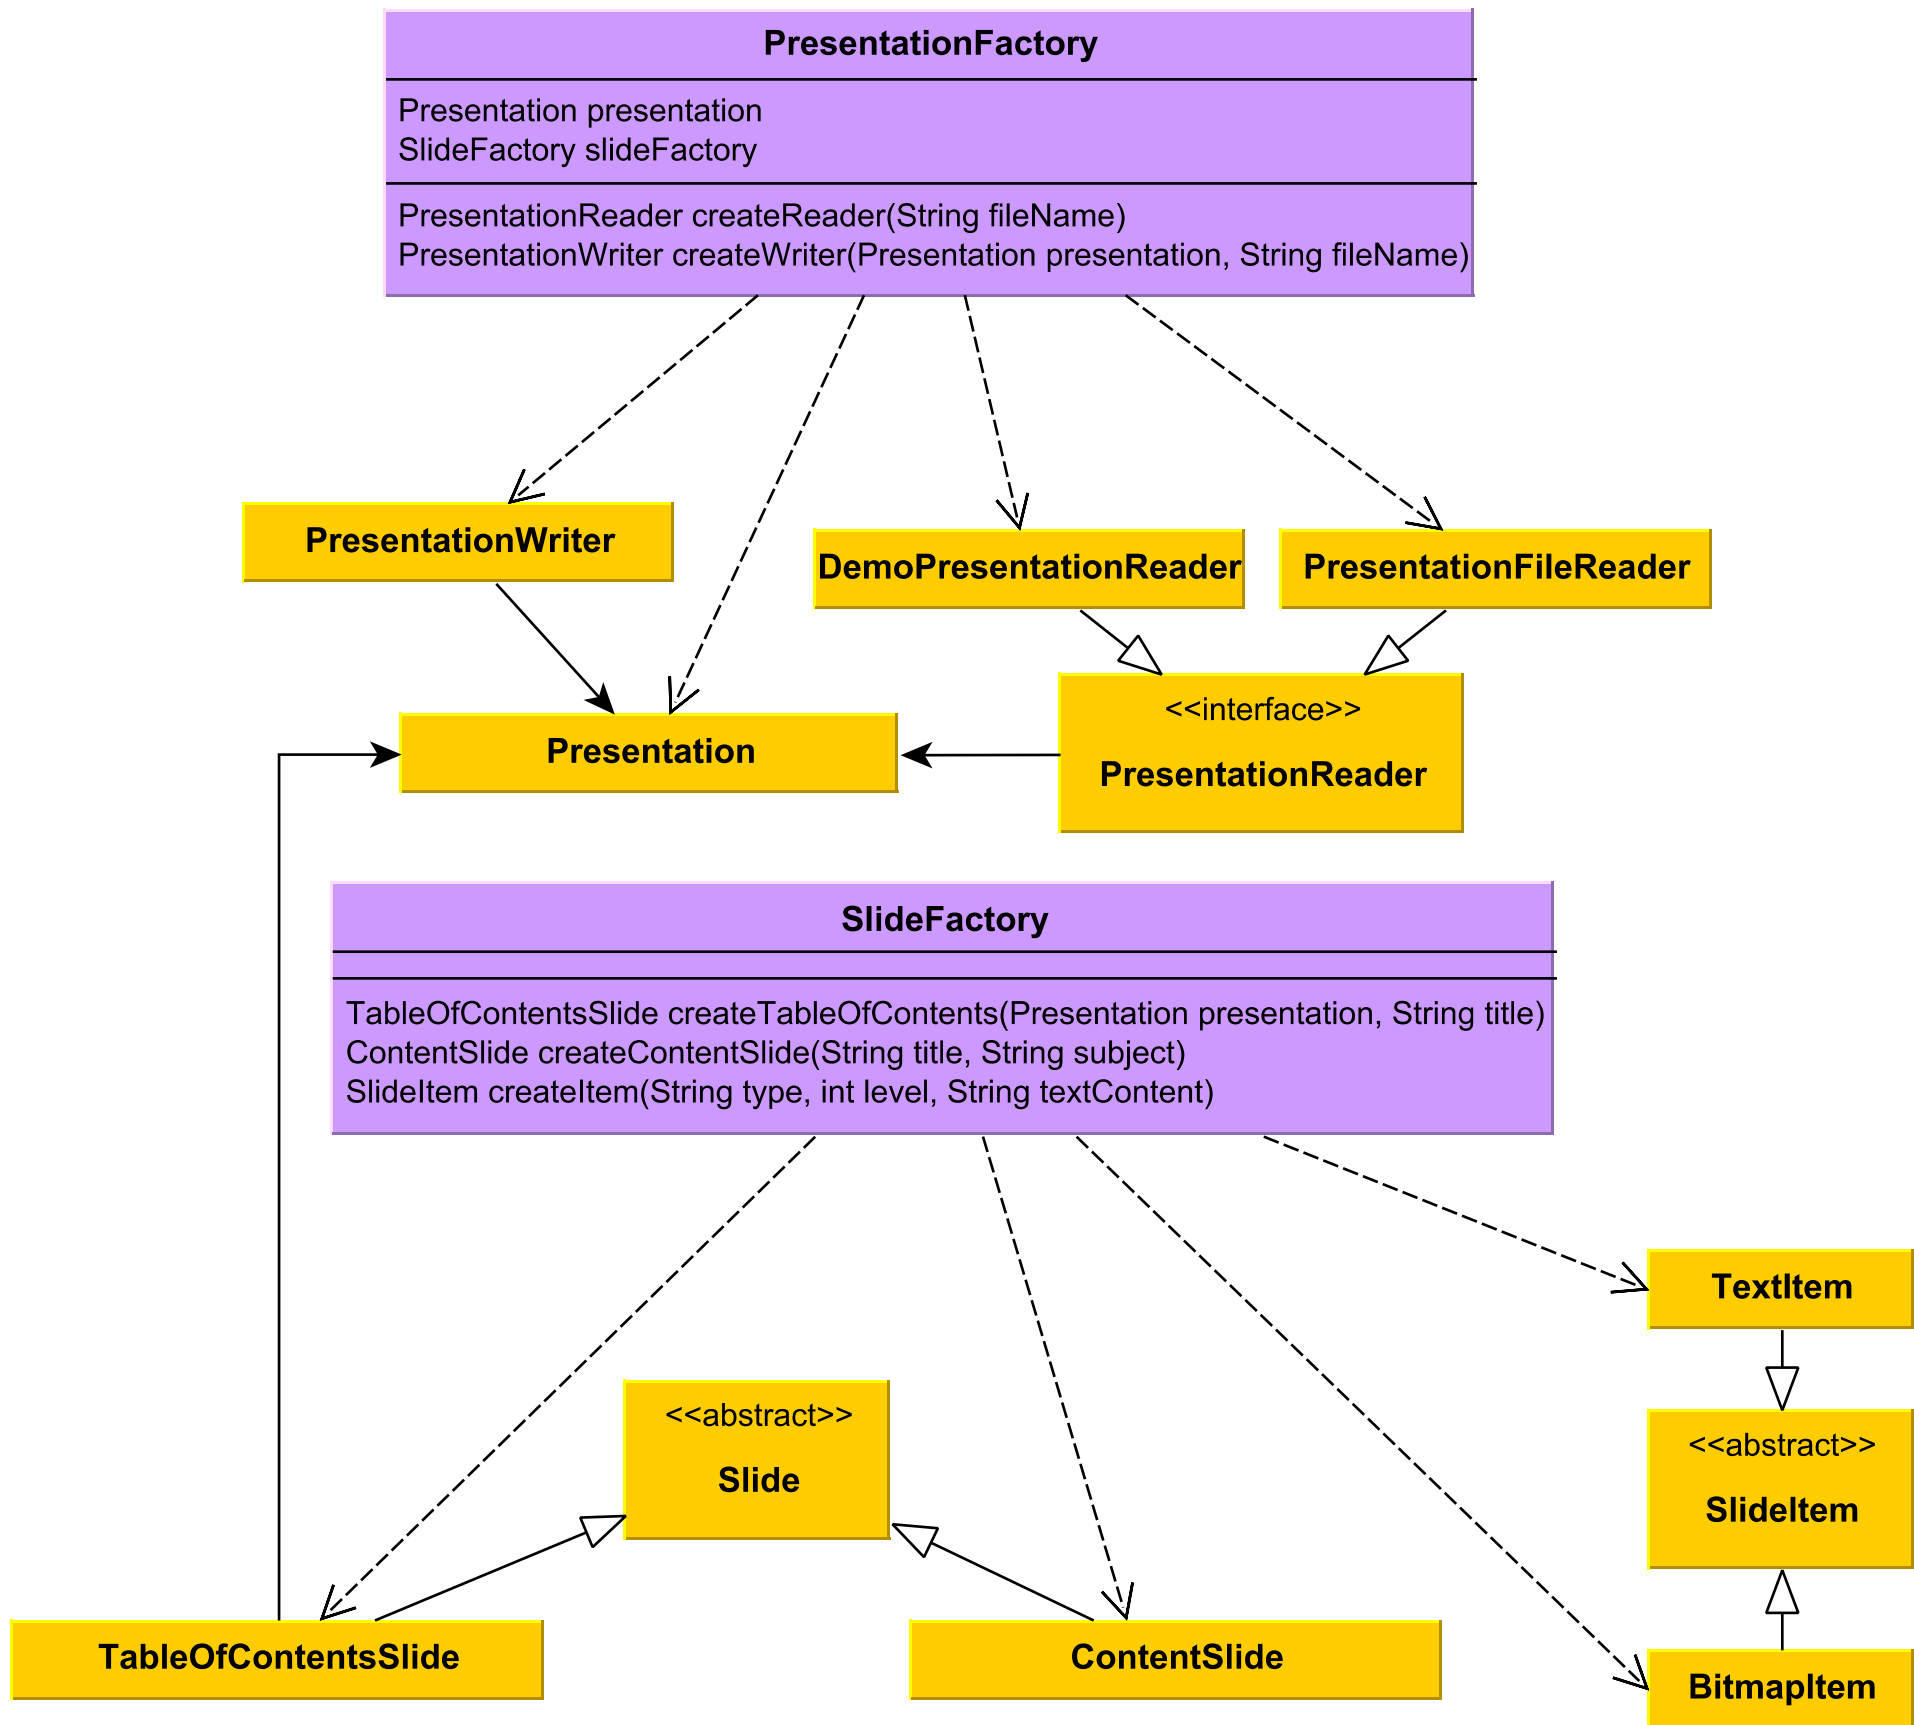 PresentationFactory
Presentation presentation
SlideFactory slideFactory
PresentationReader createReader(String fileName)
PresentationWriter createWriter(Presentation presentation, String fileName)
PresentationWriter
DemoPresentationReader
PresentationFileReader
<<interface>>
PresentationReader
Presentation
SlideFactory
TableOfContentsSlide createTableOfContents(Presentation presentation, String title)
ContentSlide createContentSlide(String title, String subject)
SlideItem createItem(String type, int level, String textContent)
TextItem
<<abstract>>
Slide
<<abstract>>
SlideItem
TableOfContentsSlide
ContentSlide
BitmapItem